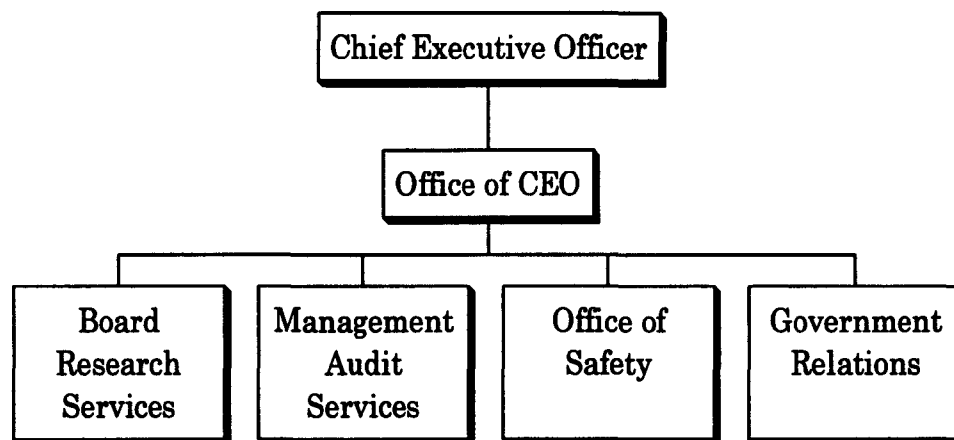 Chief Executive Officer
Office of CEO
Board
Research
Services
Management
Audit
Services
Office of
Safety
Government
Relations